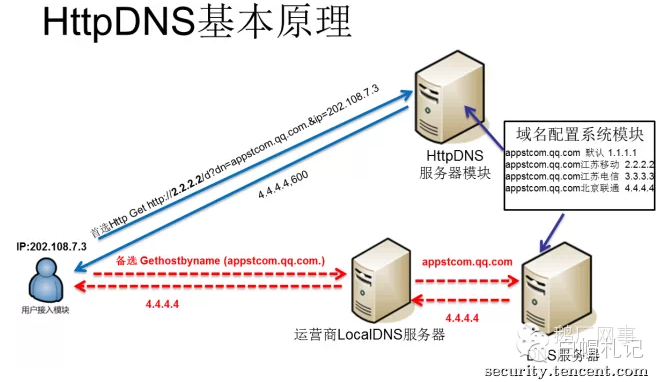 HttpDNS基本原理
首选Http Get http://2.2.2.2/d?dn=appstcom.qq.com.&ip=202.108.7.3
4.4.4.4,600
HttpDNS
服务器模块
域名配置系统模块
appstcom.qq.com 默认 1.1.1.1
appstcom.qq.com江苏移动 2.2.2.2
appstcom.qq.com江苏电信 3.3.3.3
appstcom.qq.com北京联通 4.4.4.4
IP:202.108.7.3
用户接入模块
备选 Gethostbyname (appstcom.qq.com.)
4.4.4.4
运营商LocalDNS服务器
appstcom.qq.com
4.4.4.4
服务器
白帽札记
security.tencent.com